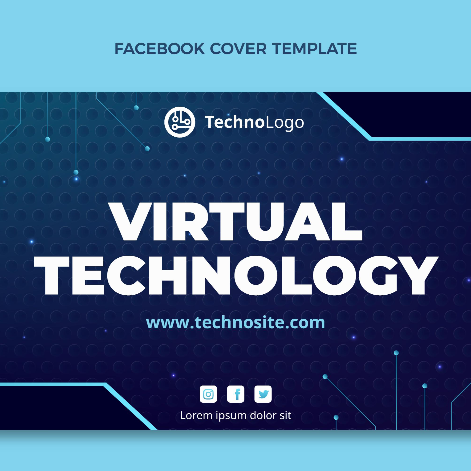 FACEBOOK COVER TEMPLATE
TechnoLogo
VIRTUAL
TECHNOLOGY
www.technosite.com
Lorem ipsum dolor sit